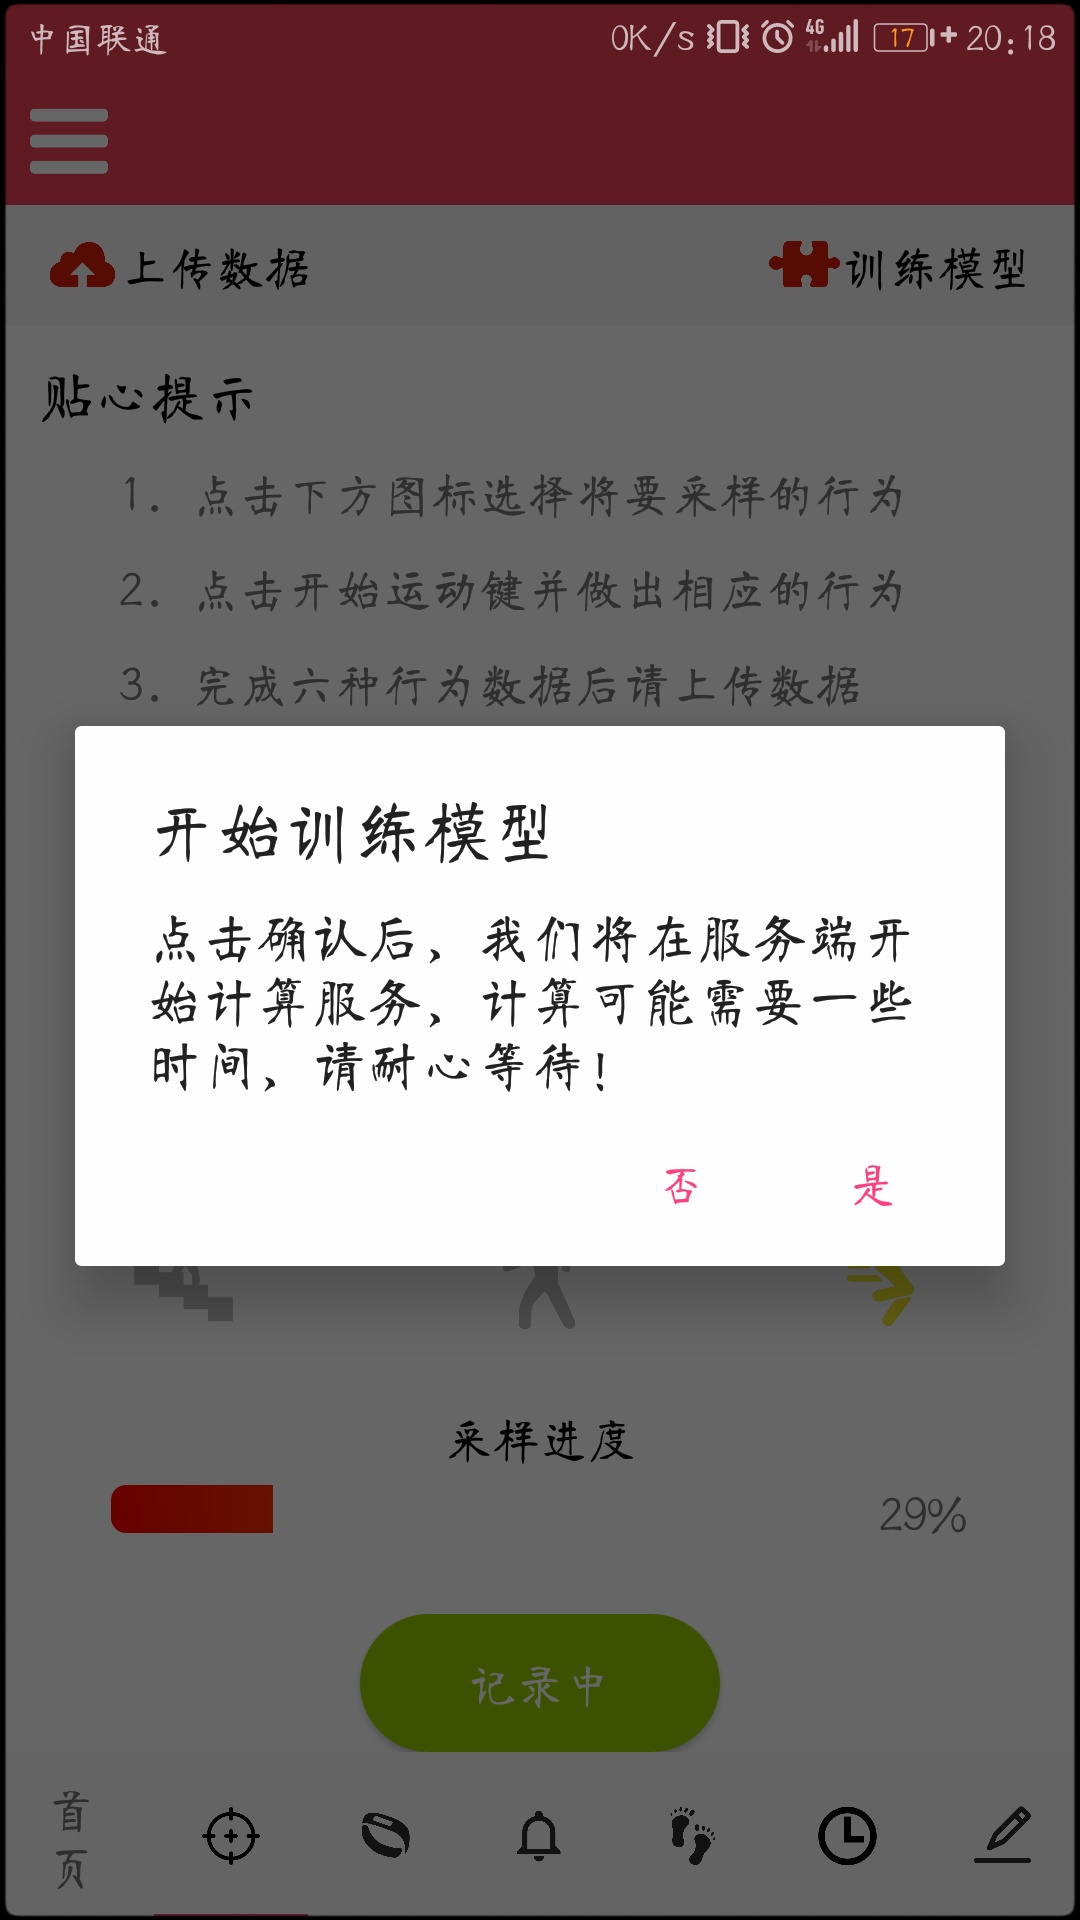 中国联通 0K/s 4G 17 20:18
上传数据 训练模型
贴心提示
1. 点击下方图标选择将要采样的行为
2. 点击开始运动键并做出相应的行为
3. 完成六种行为数据后请上传数据
开始训练模型
点击确认后、我们将在服务端开
始计算服务、计算可能需要一些
时间，请耐心等待!
否 是
采样进度
29%
记录中
首
页